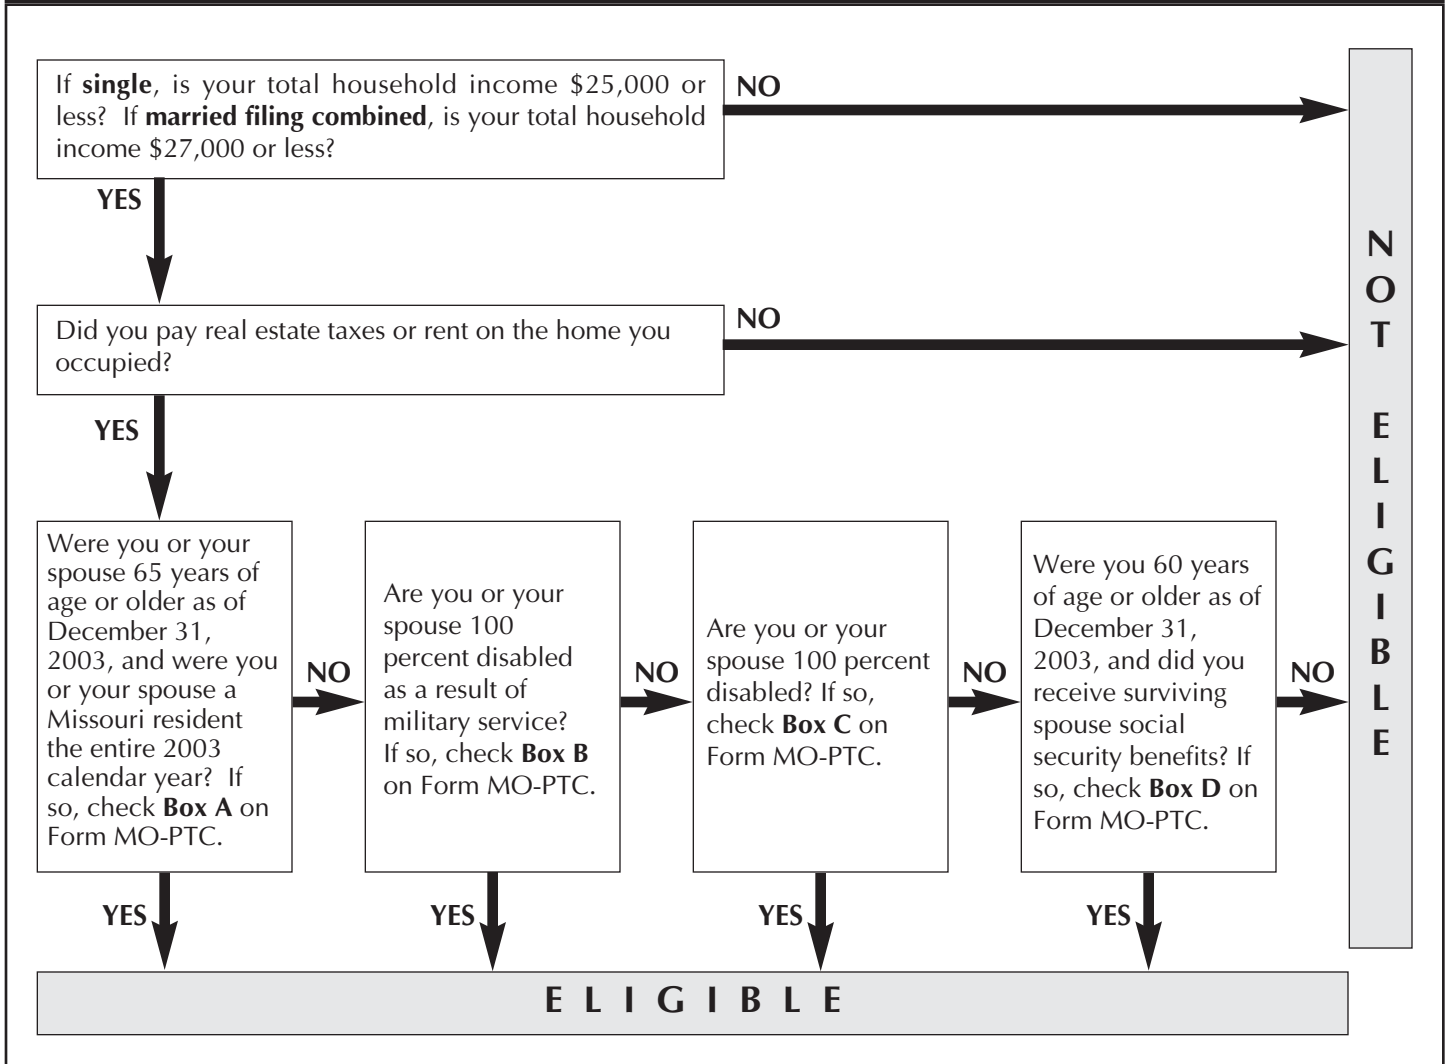 If single, is your total household income $25,000 or
less?  If married filing combined, is your total household
income $27,000 or less?
NO
YES
Did you pay real estate taxes or rent on the home you
occupied?
NO
YES
Were you or your
spouse 65 years of
age or older as of
December 31,
2003, and were you
or your spouse a
Missouri resident
the entire 2003
calendar year?  If
so, check Box A on
Form MO-PTC.
NO
Are you or your
spouse 100
percent disabled
as a result of
military service?
If so, check Box B
on Form MO-PTC.
NO
Are you or your
spouse 100 percent
disabled? If so,
check Box C on
Form MO-PTC.
NO
Were you 60 years
of age or older as of
December 31,
2003, and did you
receive surviving
spouse social
security benefits? If
so, check Box D on
Form MO-PTC.
NO
YES
YES
YES
YES
NOT ELIGIBLE
ELIGIBLE